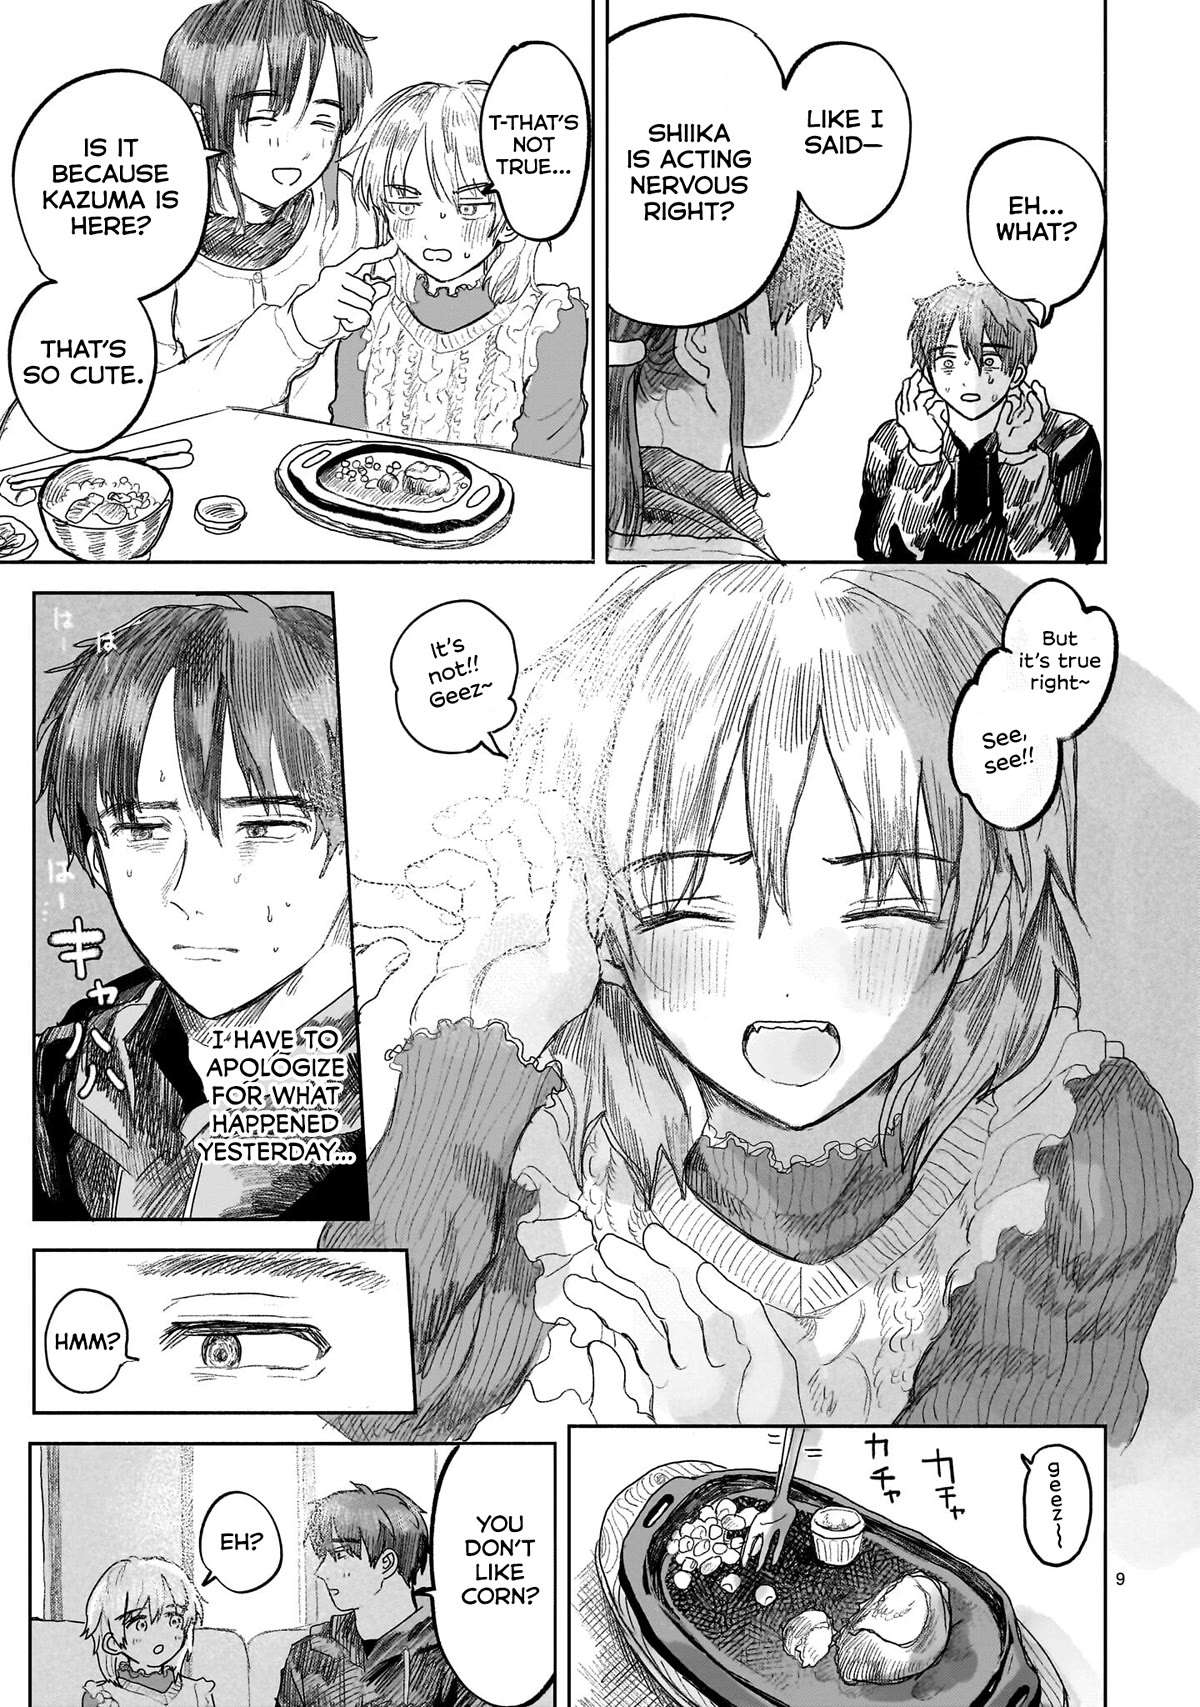 EH...
WHAT?
LIKE I
SAID—
SHIIKA
IS ACTING
NERVOUS
RIGHT?
T-THAT'S
NOT
TRUE...
IS IT
BECAUSE
KAZUMA IS
HERE?
THAT'S
SO CUTE.
But
it's true
right~
See,
see!!
It's
not!!
Geez~
は〜
は〜
は〜…
キャ
ハハ
I HAVE TO
APOLOGIZE
FOR WHAT
HAPPENED
YESTERDAY...
HMM?
geez~
カチャ
カチャ
YOU
DON'T
LIKE
CORN?
EH?
9